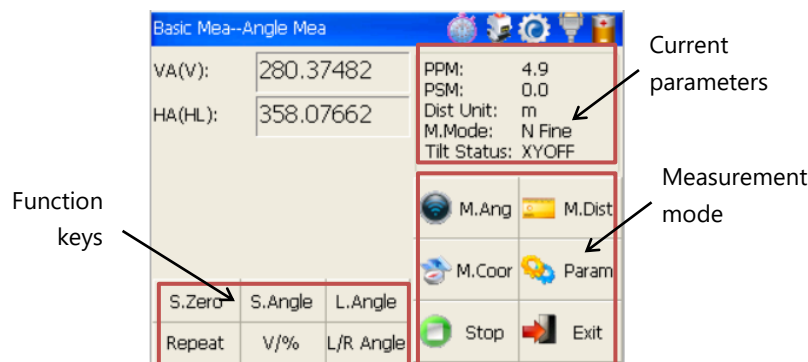 Basic Mea--Angle Mea
VA(V): 280.37482
HA(HL): 358.07662
PPM: 4.9
PSM: 0.0
Dist Unit: m
M.Mode: N Fine
Tilt Status: XYOFF
Current
parameters
Function
keys
M.Ang M.Dist
M.Coor Param
Stop Exit
Measurement
mode
S.Zero S.Angle L.Angle
Repeat V/% L/R Angle